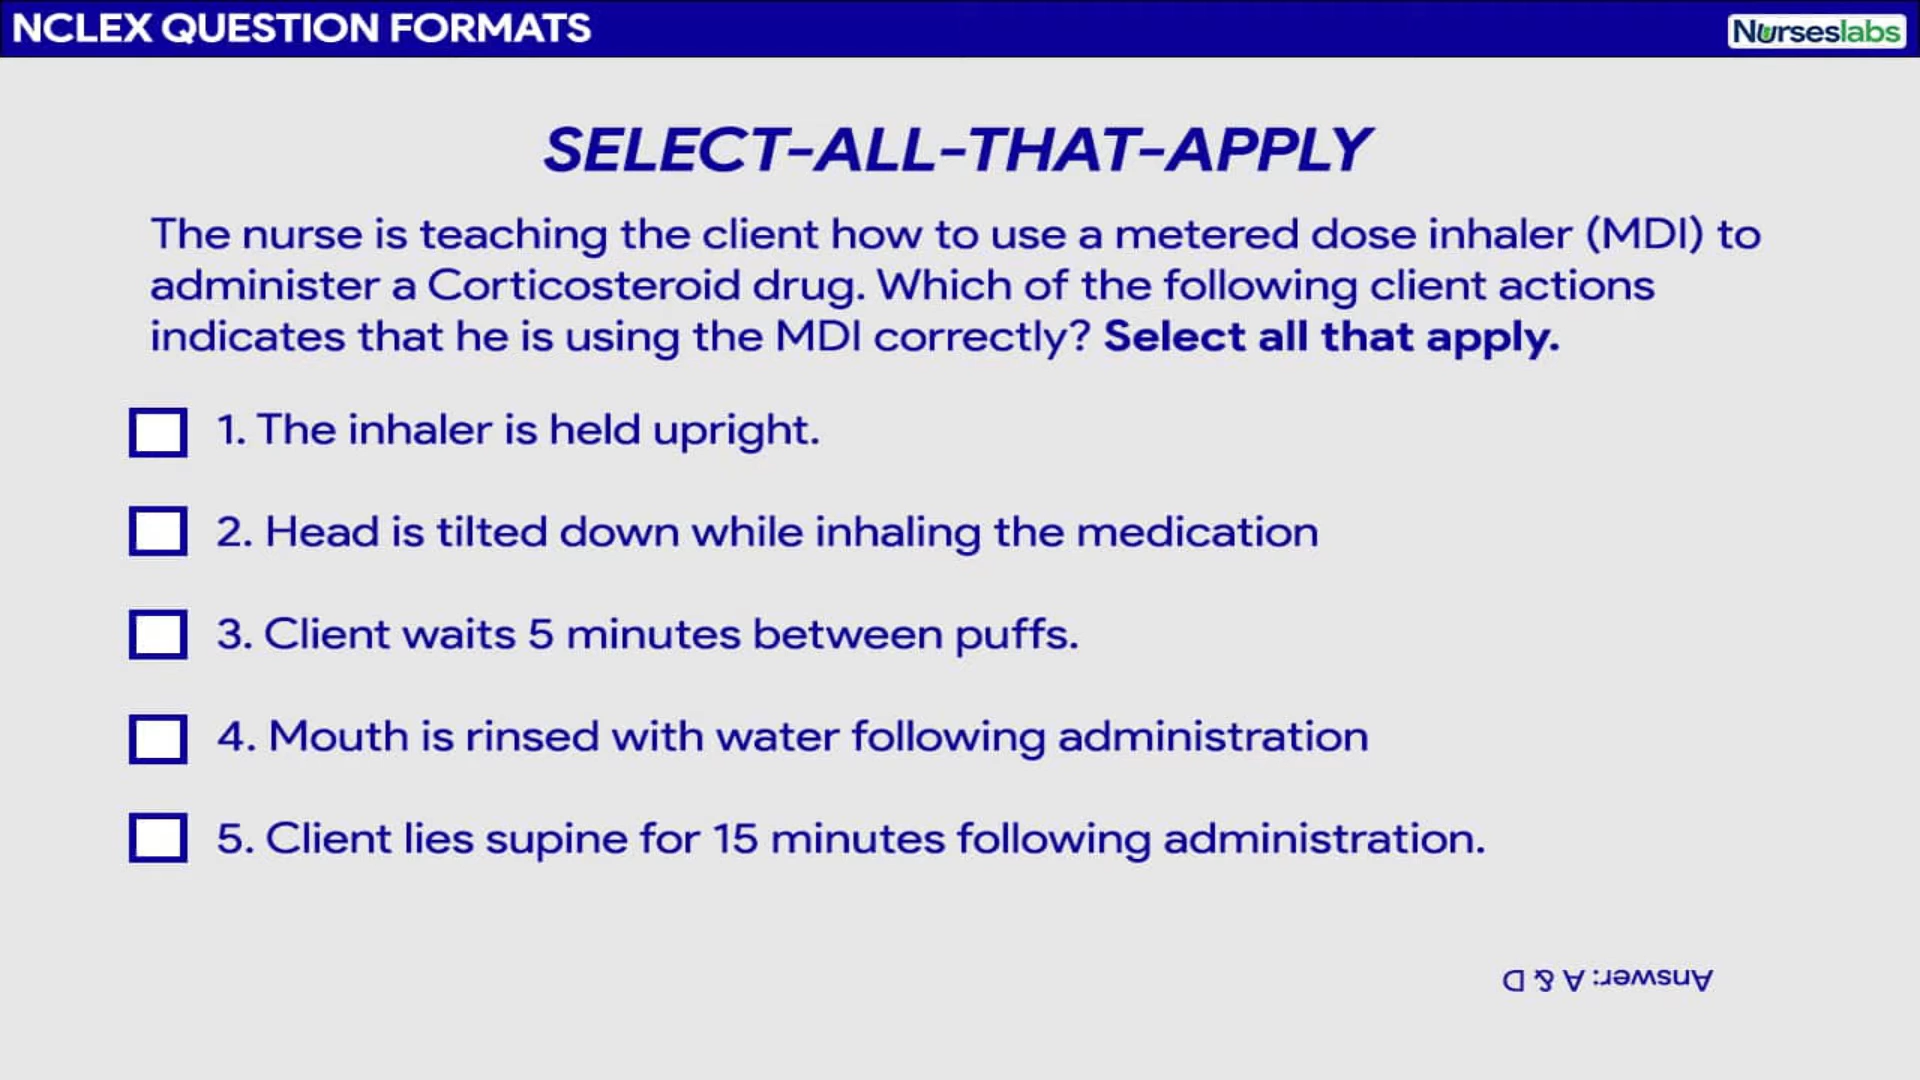 NCLEX QUESTION FORMATS
Nurseslabs
SELECT-ALL-THAT-APPLY
The nurse is teaching the client how to use a metered dose inhaler (MDI) to
administer a Corticosteroid drug. Which of the following client actions
indicates that he is using the MDI correctly? Select all that apply.
1. The inhaler is held upright.
2. Head is tilted down while inhaling the medication
3. Client waits 5 minutes between puffs.
4. Mouth is rinsed with water following administration
5. Client lies supine for 15 minutes following administration.
Answer: A & D